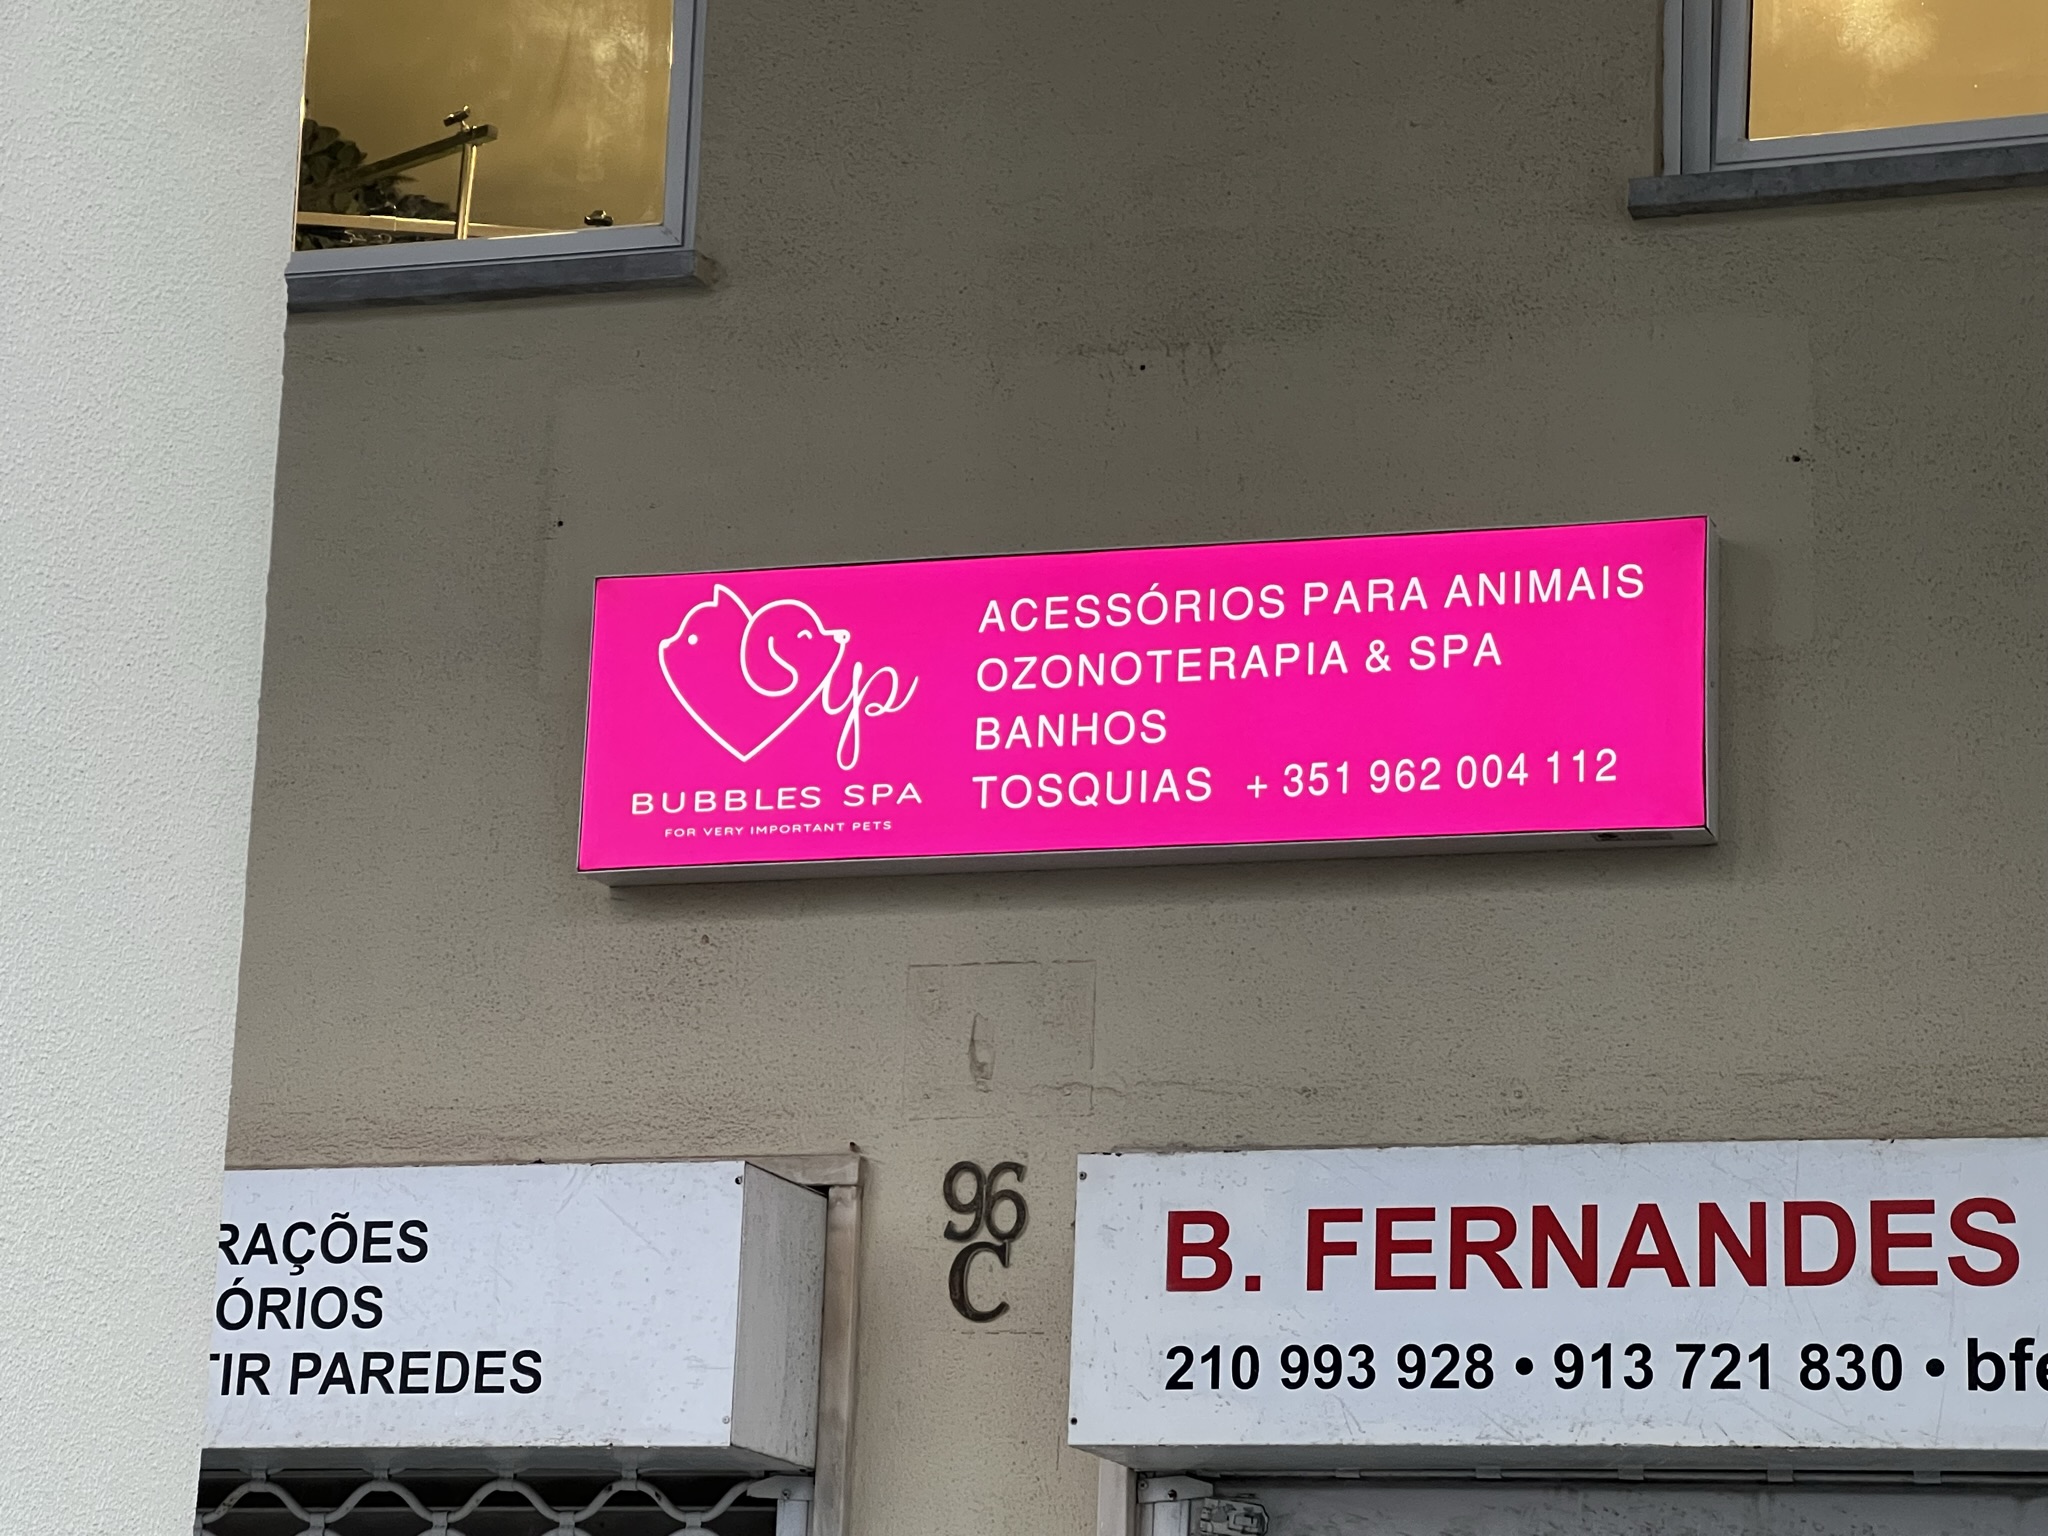 ACESSÓRIOS PARA ANIMAIS
OZONOTERAPIA & SPA
BANHOS
TOSQUIAS + 351 962 004 112
BUBBLES SPA
FOR VERY IMPORTANT PETS
96
C
RAÇÕES
ÓRIOS
TIR PAREDES
B. FERNANDES
210 993 928 • 913 721 830 • bfe